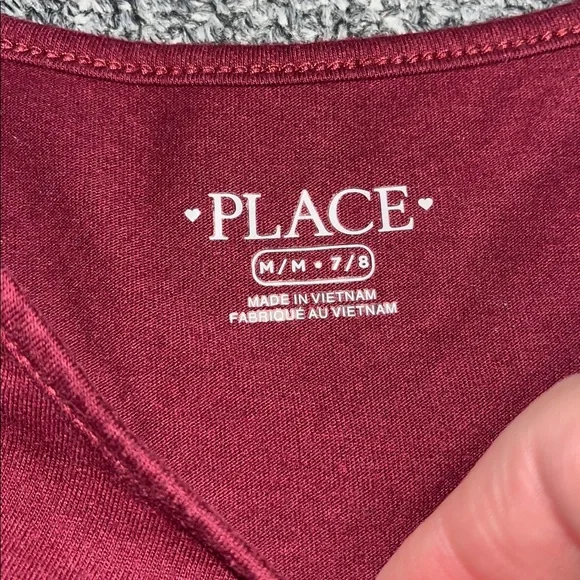 PLACE
M/M • 7/8
MADE IN VIETNAM
FABRIQUÉ AU VIETNAM